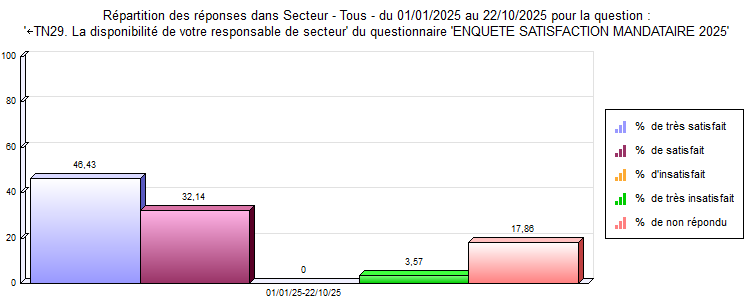 Répartition des réponses dans Secteur - Tous - du 01/01/2025 au 22/10/2025 pour la question :
'←TN29. La disponibilité de votre responsable de secteur' du questionnaire 'ENQUETE SATISFACTION MANDATAIRE 2025'
100
80
60
40
20
0
46,43
32,14
0
3,57
17,86
01/01/25-22/10/25
% de très satisfait
% de satisfait
% d'insatisfait
% de très insatisfait
% de non répondu